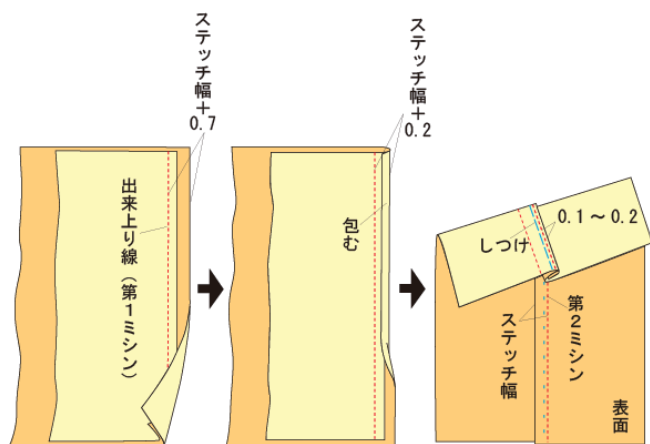 ステッチ幅+0.7
出来上り線(第1ミシン)
ステッチ幅+0.2
包む
しつけ
0.1~0.2
ステッチ幅
第2ミシン
表面